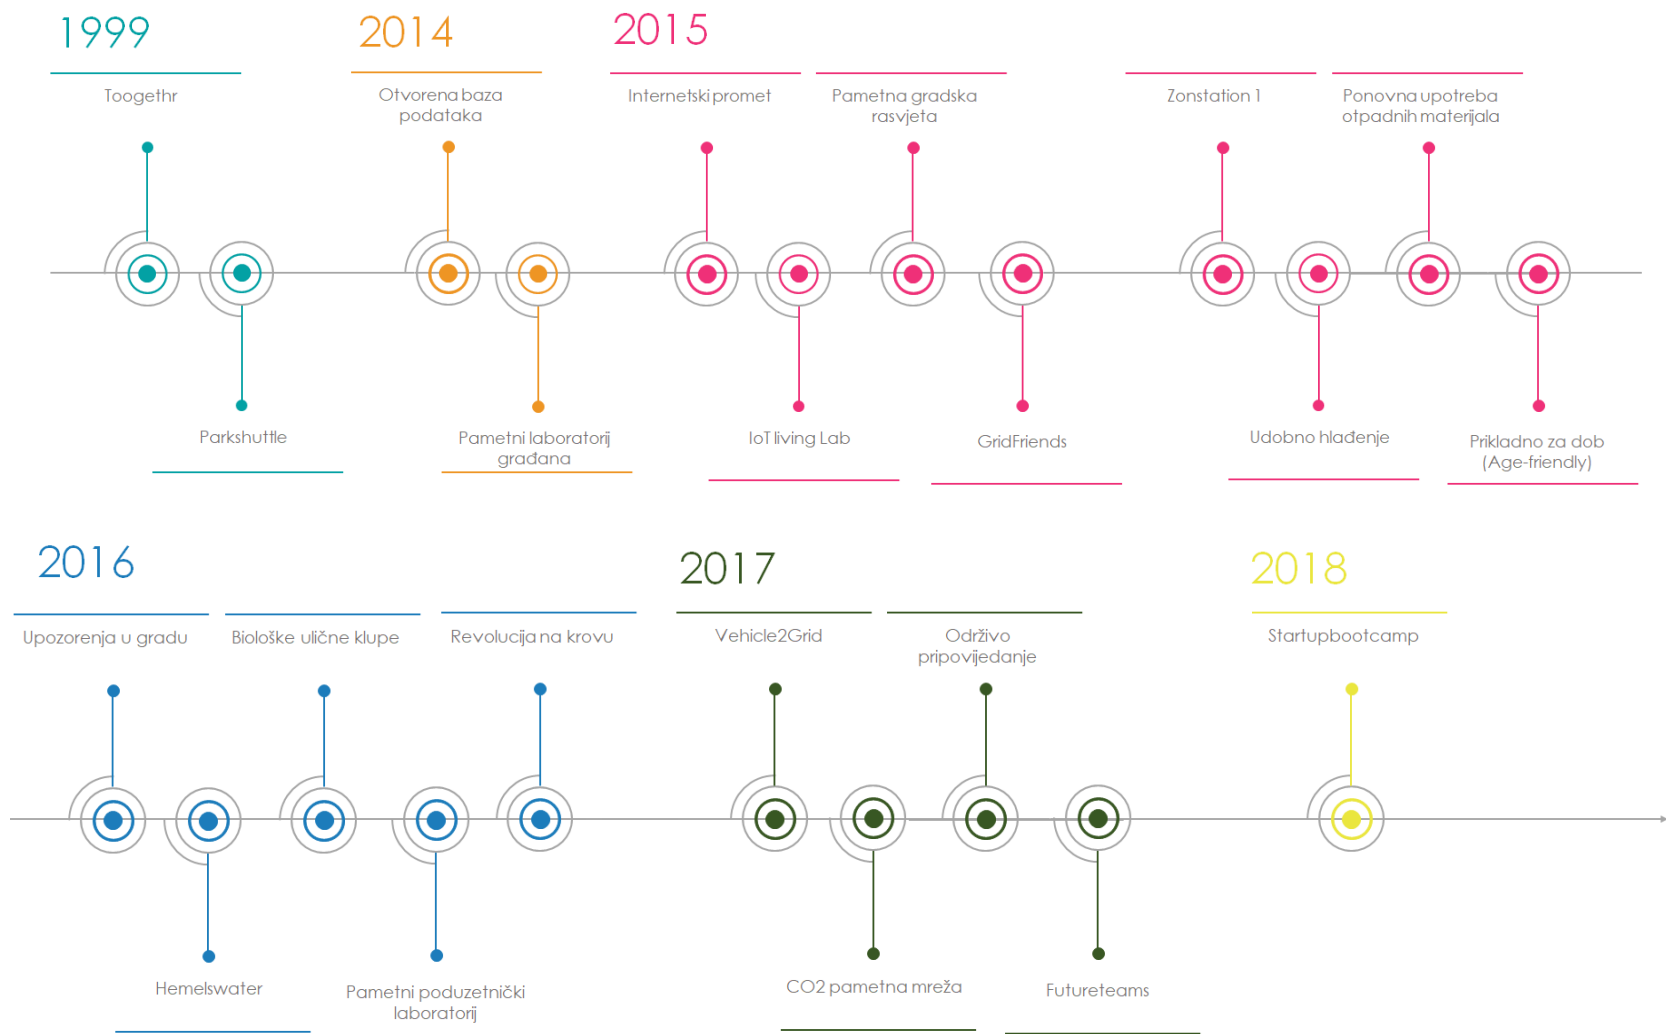 1999
2014
2015
Toogethr
Otvorena baza
podataka
Internetski promet
Pametna gradska
rasvjeta
Zonstation 1
Ponovna upotreba
otpadnih materijala
Parkshuttle
Pametni laboratorij
građana
IoT living Lab
GridFriends
Udobno hlađenje
Prikladno za dob
(Age-friendly)
2016
2017
2018
Upozorenja u gradu
Biološke ulične klupe
Revolucija na krovu
Vehicle2Grid
Održivo
pripovijedanje
Startupbootcamp
Hemelswater
Pametni poduzetnički
laboratorij
CO2 pametna mreža
Futureteams